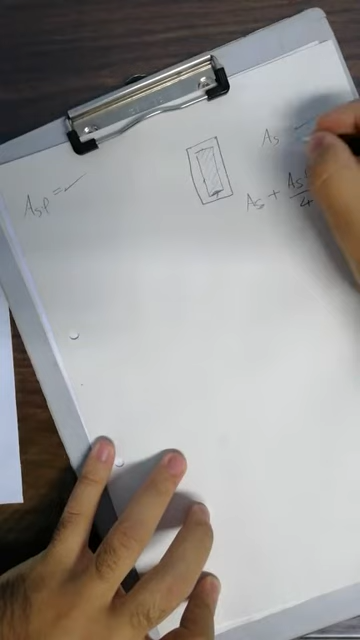 As
Asp = ✓
As + As
4